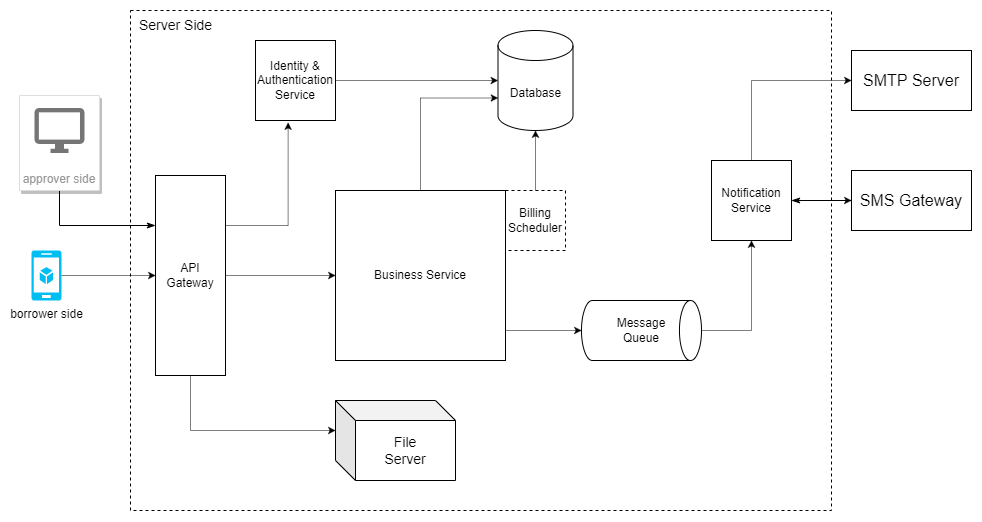 Server Side
Identity &
Authentication
Service
Database
SMTP Server
approver side
Notification
Service
SMS Gateway
Billing
Scheduler
API
Gateway
Business Service
borrower side
Message
Queue
File
Server